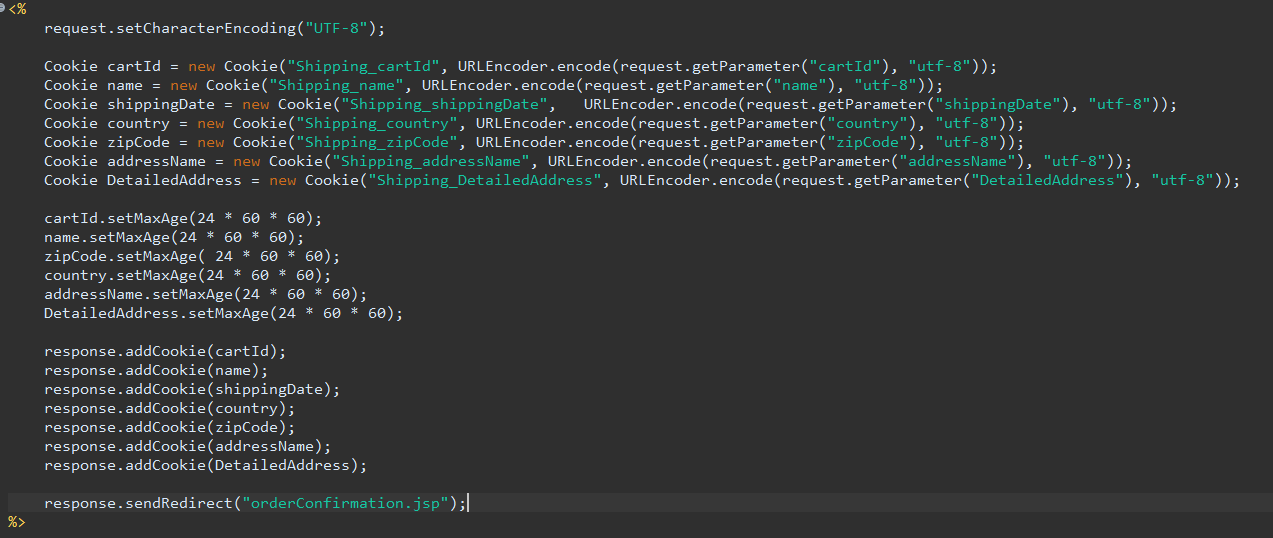 <%
request.setCharacterEncoding("UTF-8");
Cookie cartId = new Cookie("Shipping_cartId", URLEncoder.encode(request.getParameter("cartId"), "utf-8"));
Cookie name = new Cookie("Shipping_name", URLEncoder.encode(request.getParameter("name"), "utf-8"));
Cookie shippingDate = new Cookie("Shipping_shippingDate",   URLEncoder.encode(request.getParameter("shippingDate"), "utf-8"));
Cookie country = new Cookie("Shipping_country", URLEncoder.encode(request.getParameter("country"), "utf-8"));
Cookie zipCode = new Cookie("Shipping_zipCode", URLEncoder.encode(request.getParameter("zipCode"), "utf-8"));
Cookie addressName = new Cookie("Shipping_addressName", URLEncoder.encode(request.getParameter("addressName"), "utf-8"));
Cookie DetailedAddress = new Cookie("Shipping_DetailedAddress", URLEncoder.encode(request.getParameter("DetailedAddress"), "utf-8"));
cartId.setMaxAge(24 * 60 * 60);
name.setMaxAge(24 * 60 * 60);
zipCode.setMaxAge( 24 * 60 * 60);
country.setMaxAge(24 * 60 * 60);
addressName.setMaxAge(24 * 60 * 60);
DetailedAddress.setMaxAge(24 * 60 * 60);
response.addCookie(cartId);
response.addCookie(name);
response.addCookie(shippingDate);
response.addCookie(country);
response.addCookie(zipCode);
response.addCookie(addressName);
response.addCookie(DetailedAddress);
response.sendRedirect("orderConfirmation.jsp");
%>